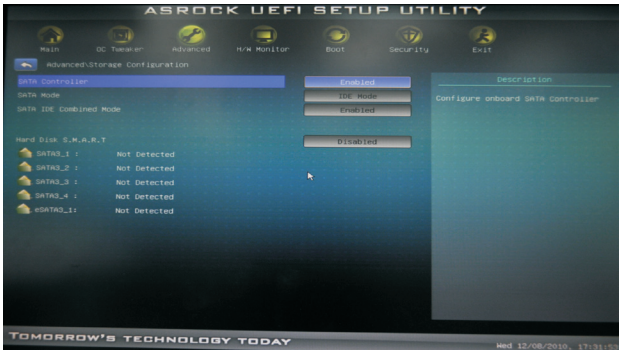 ASROCK UEFI SETUP UTILITY
Main OC Tweaker Advanced H/W Monitor Boot Security Exit
Advanced\Storage Configuration
SATA Controller Enabled
SATA Mode IDE Mode
SATA IDE Combined Mode Enabled
Hard Disk S.M.A.R.T Disabled
SATA3_1 : Not Detected
SATA3_2 : Not Detected
SATA3_3 : Not Detected
SATA3_4 : Not Detected
eSATA3_1: Not Detected
Description
Configure onboard SATA Controller
TOMORROW'S TECHNOLOGY TODAY
Wed 12/08/2010, 17:31:53